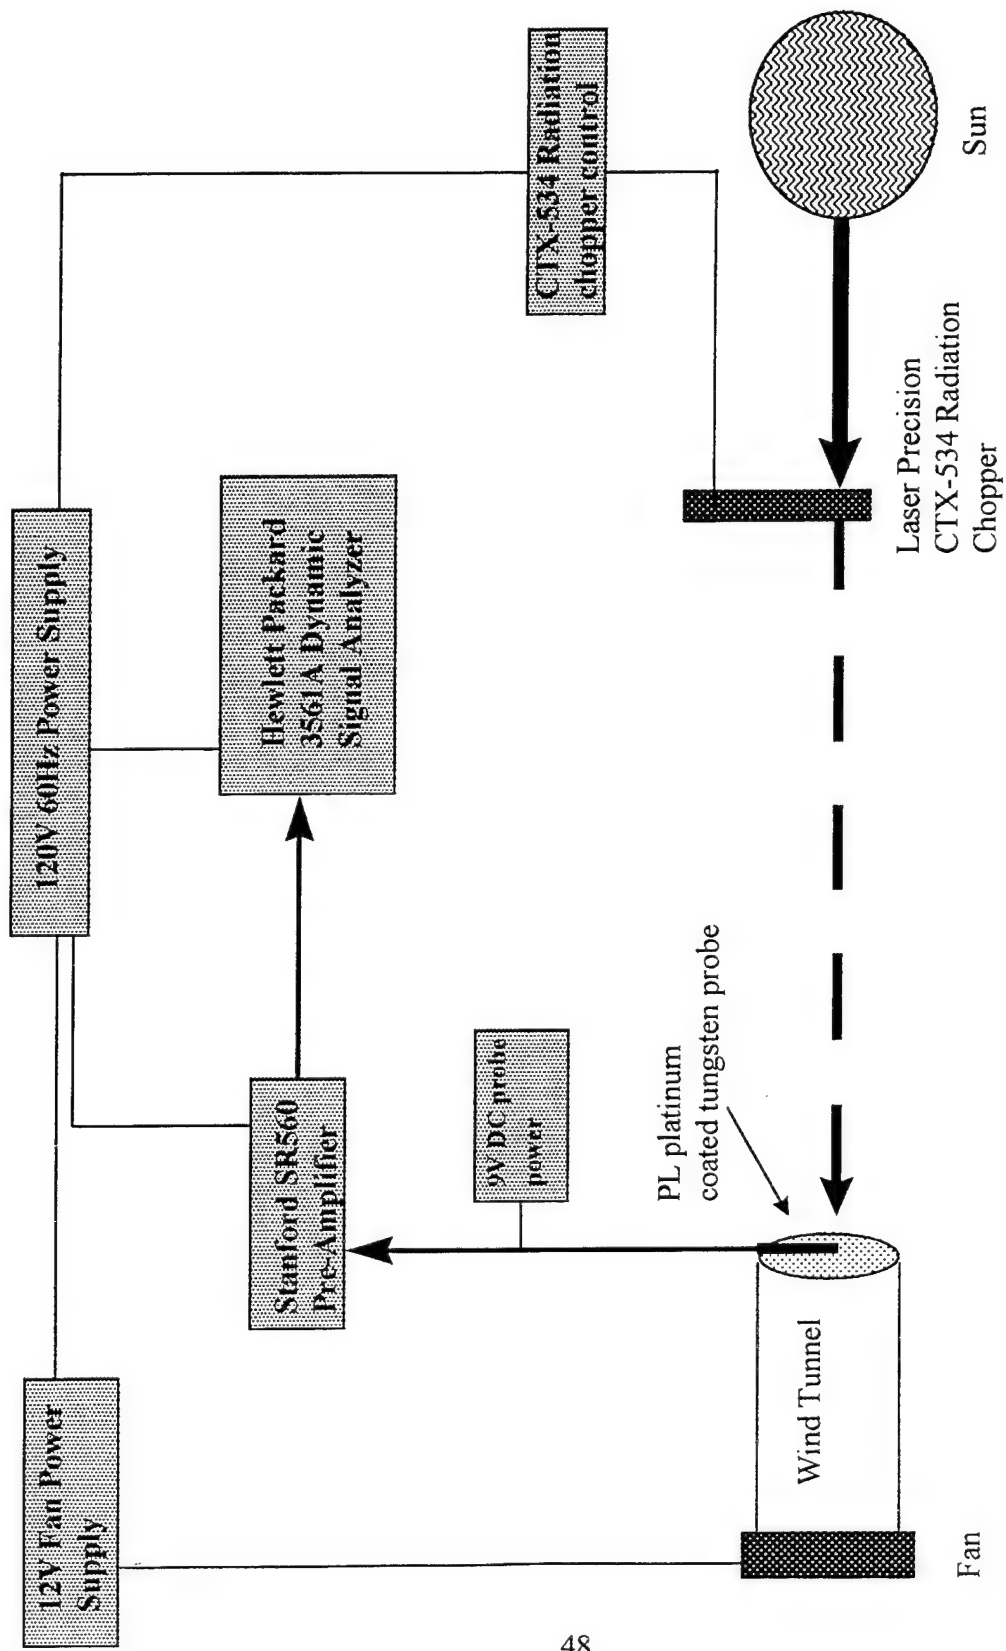 12V Fan Power
Supply
120V 60Hz Power Supply
Stanford SR560
Pre-Amplifier
Hewlett Packard
3561A Dynamic
Signal Analyzer
9V DC probe
power
CTX-534 Radiation
chopper control
PL platinum
coated tungsten probe
Wind Tunnel
Fan
Laser Precision
CTX-534 Radiation
Chopper
Sun
48